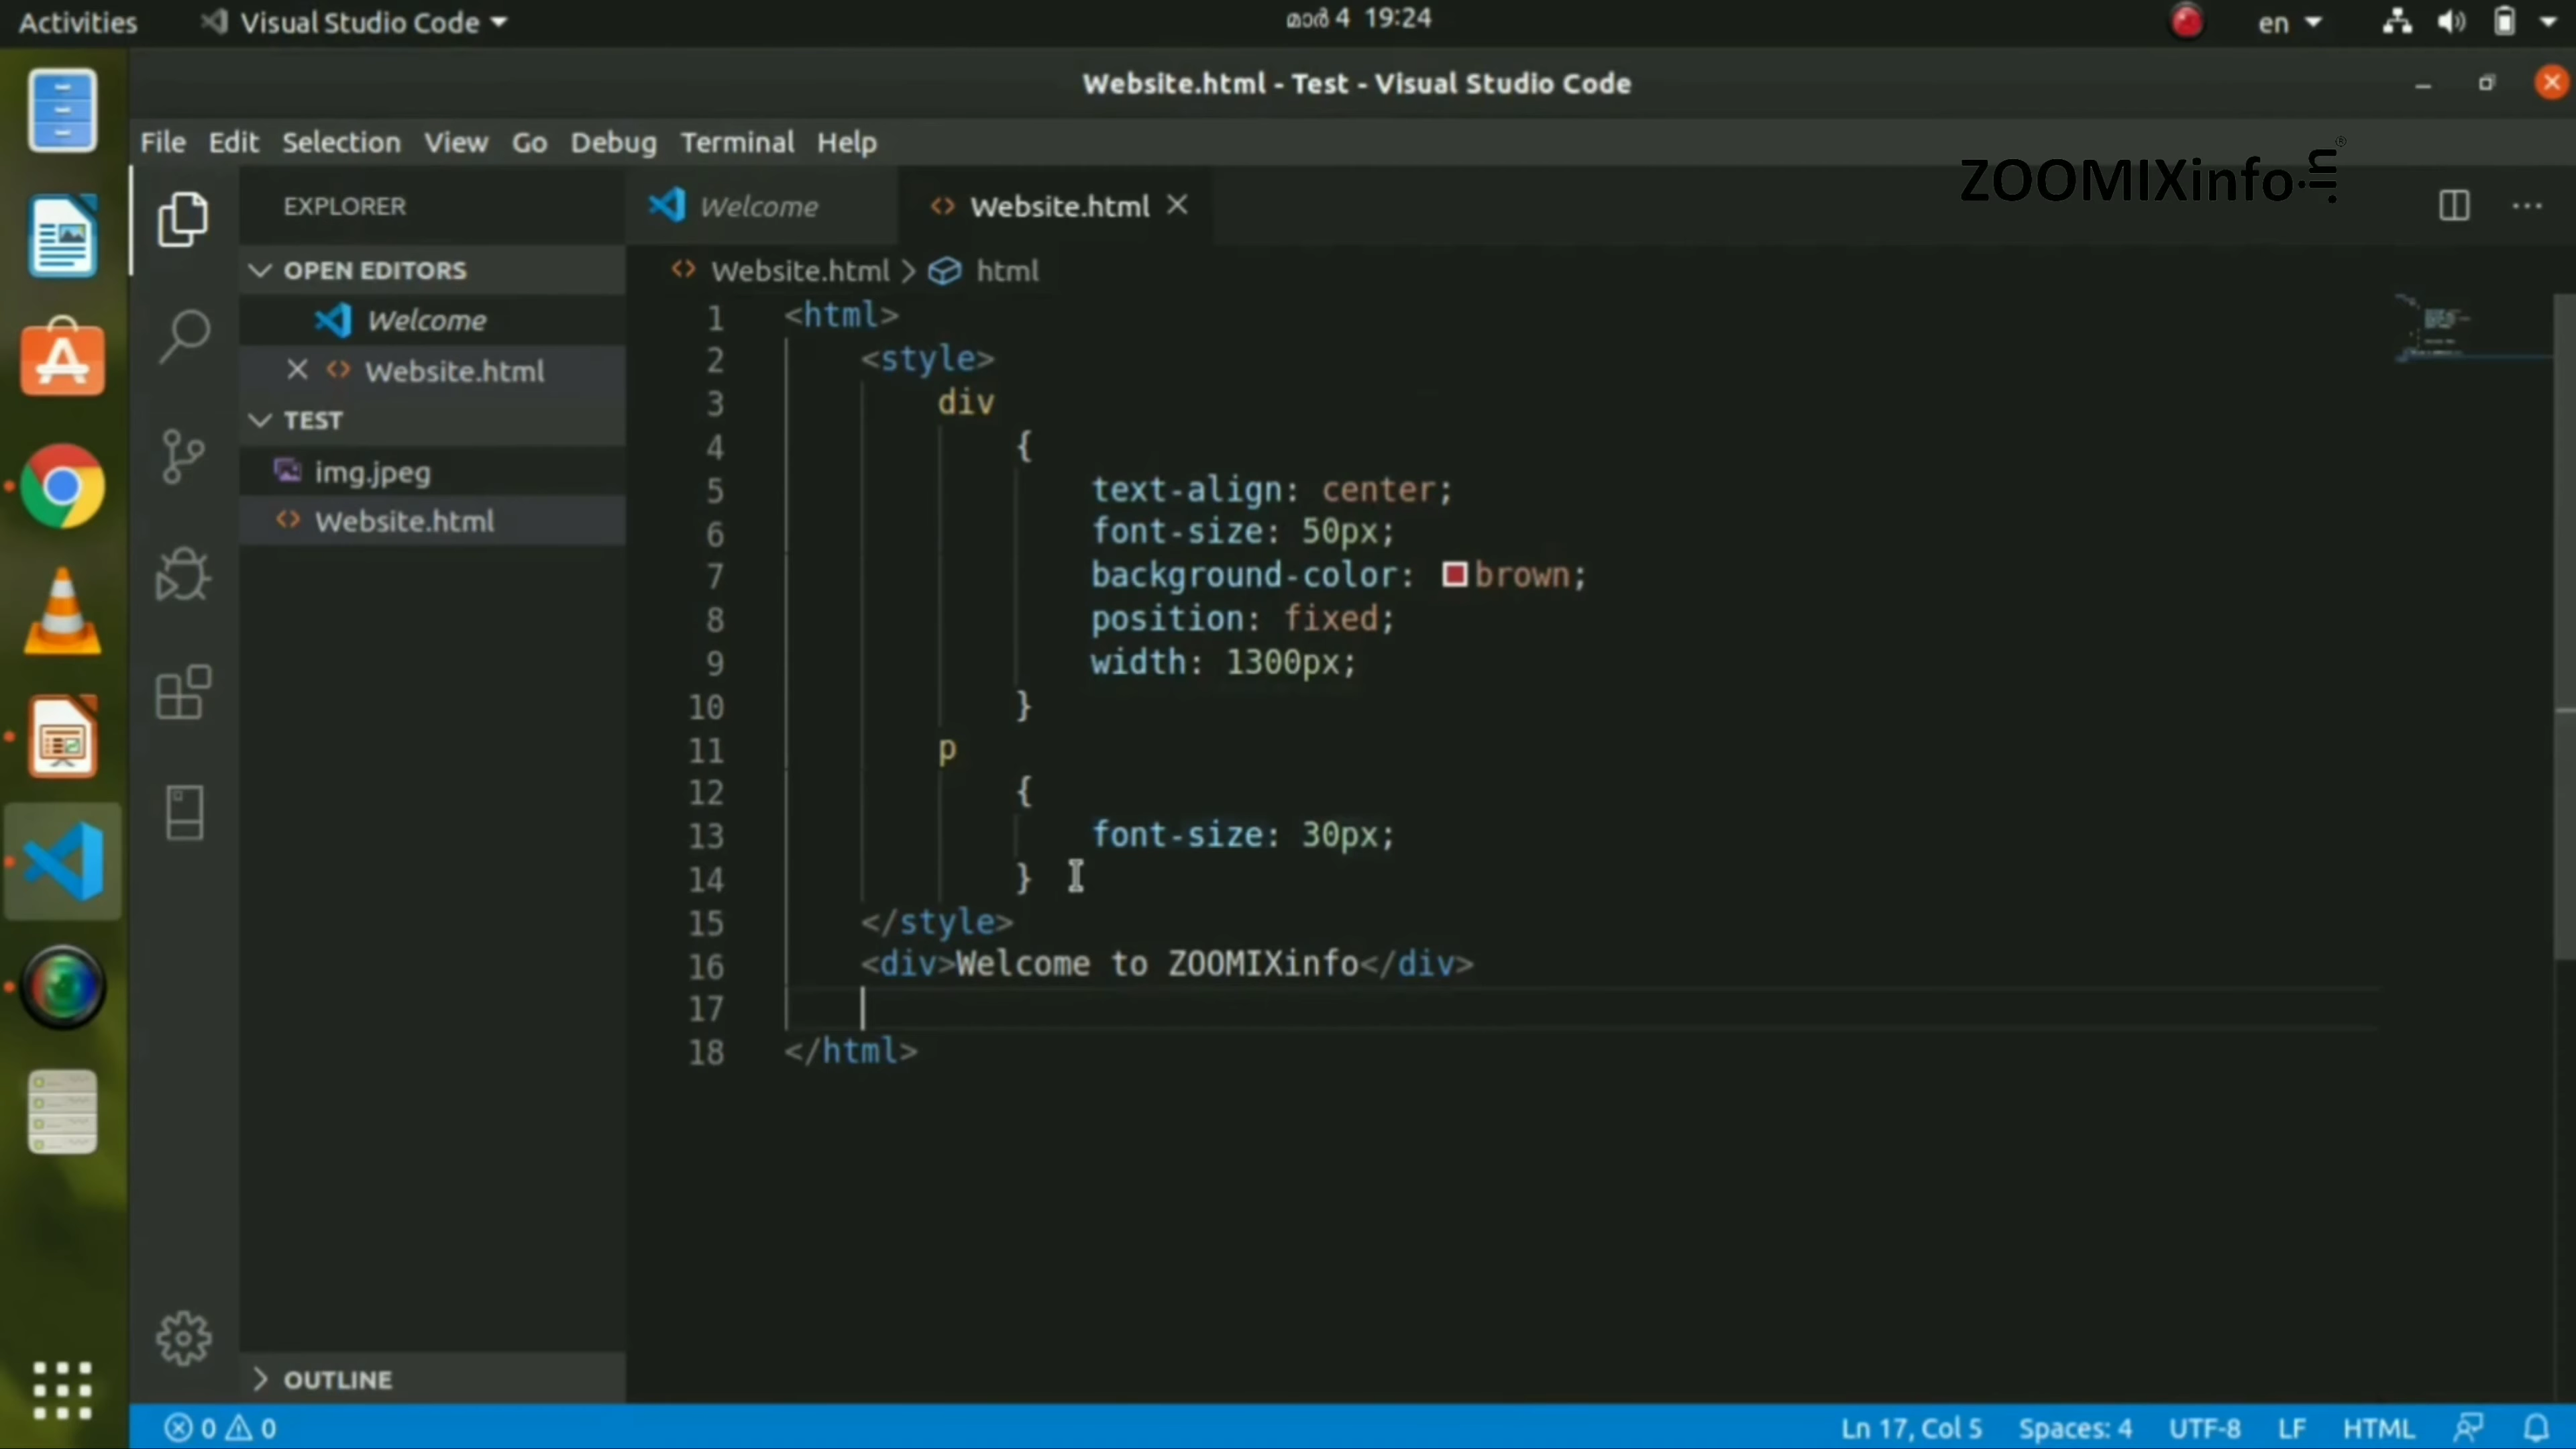 Activities
Visual Studio Code
മാർ 4 19:24
en
Website.html - Test - Visual Studio Code
File Edit Selection View Go Debug Terminal Help
ZOOMIXinfo.in®
EXPLORER
Welcome
Website.html
OPEN EDITORS
Welcome
Website.html
TEST
img.jpeg
Website.html
OUTLINE
Website.html > html
1 <html>
2 <style>
3 div
4 {
5 text-align: center;
6 font-size: 50px;
7 background-color: brown;
8 position: fixed;
9 width: 1300px;
10 }
11 p
12 {
13 font-size: 30px;
14 }
15 </style>
16 <div>Welcome to ZOOMIXinfo</div>
17
18 </html>
0 0
Ln 17, Col 5 Spaces: 4 UTF-8 LF HTML